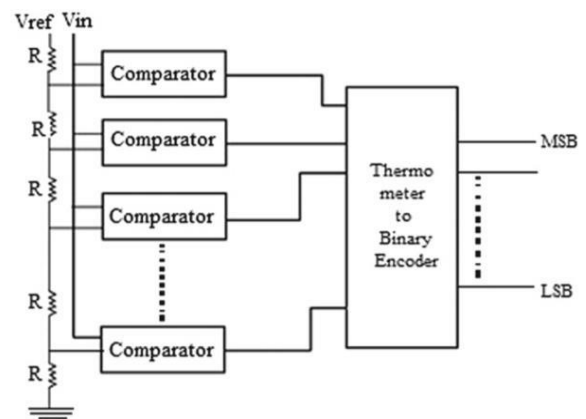 Vref Vin
R
Comparator
R
Comparator
MSB
R
Comparator
Thermo
meter
to
Binary
Encoder
R
LSB
Comparator
R